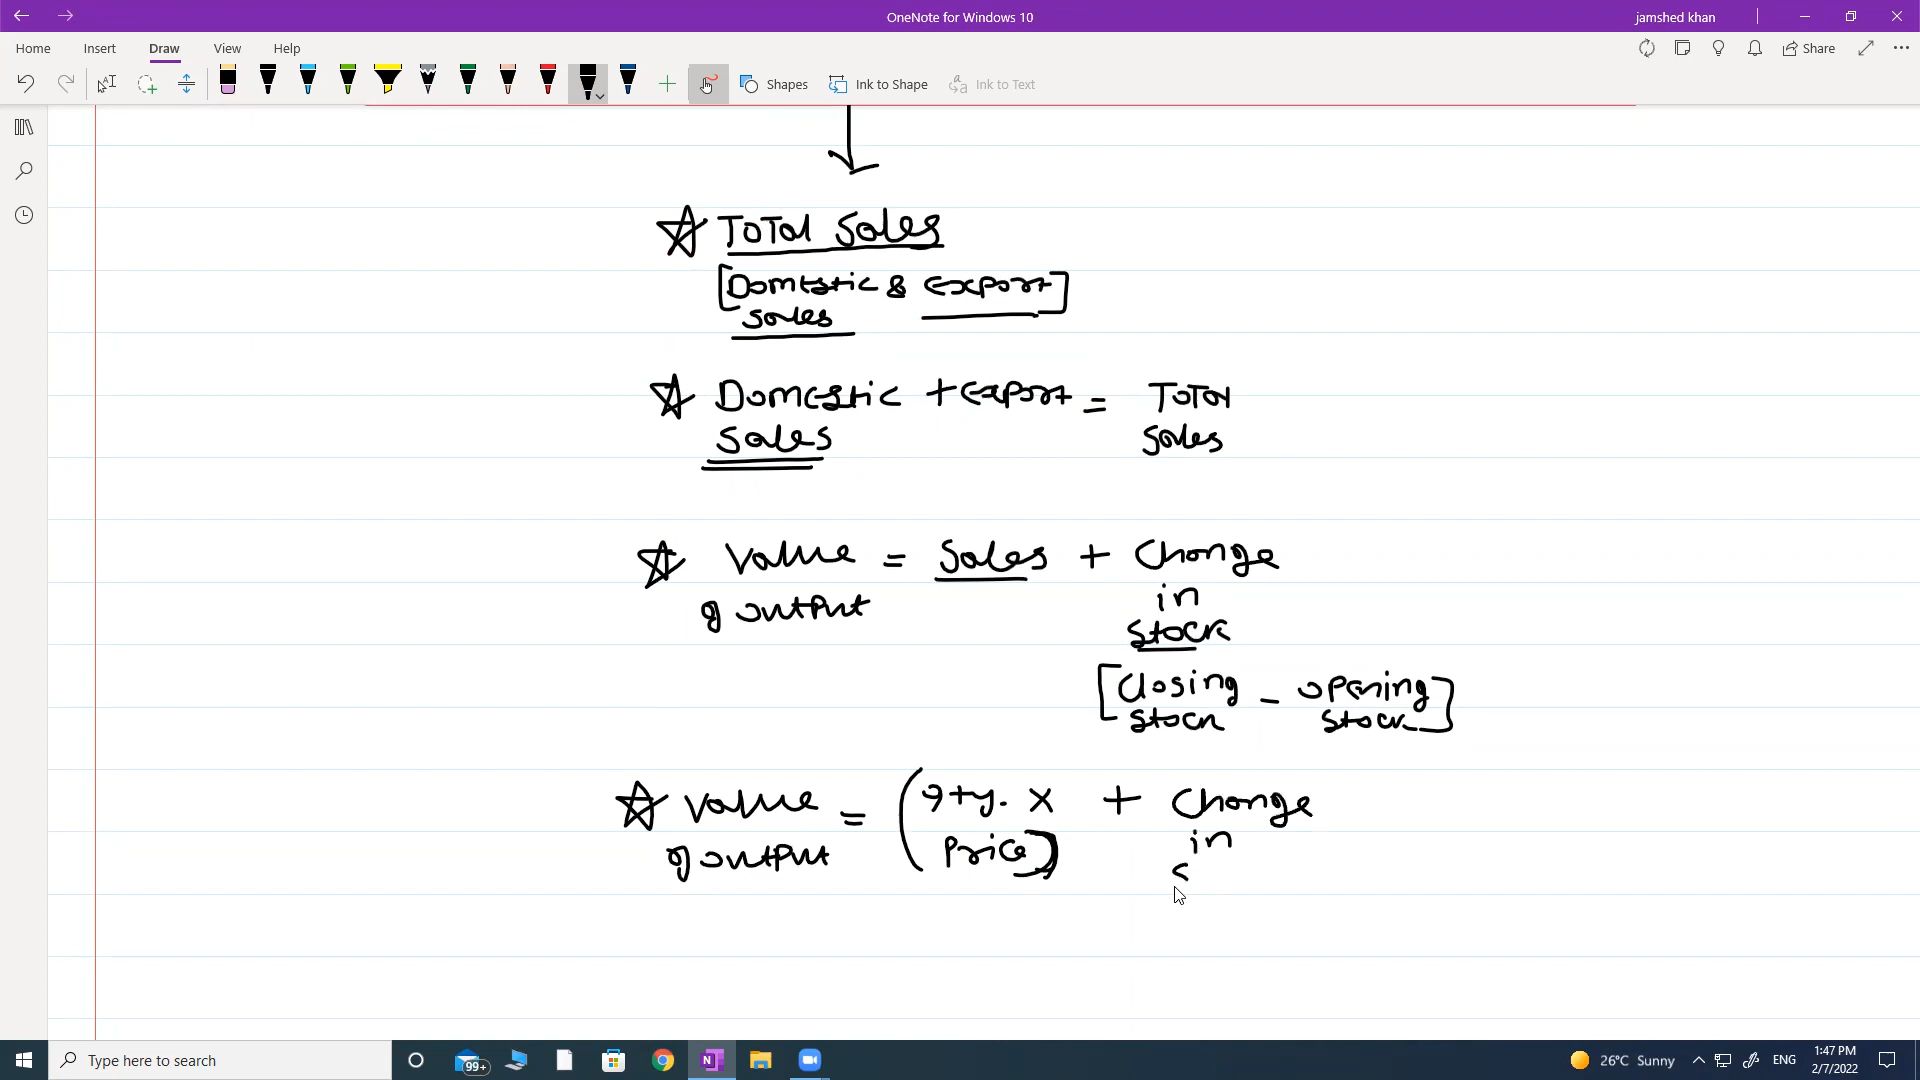 OneNote for Windows 10
jamshed khan
Home Insert Draw View Help
Share
Shapes Ink to Shape Ink to Text
Total Sales
[Domestic & Export]
Sales
Domestic + Export = Total
Sales Sales
Value = Sales + Change
of output in
Stock
[Closing - Opening]
Stock Stock
Value = (qty. X + Change
of output Price) in
Type here to search
99+
26°C Sunny
ENG
1:47 PM
2/7/2022